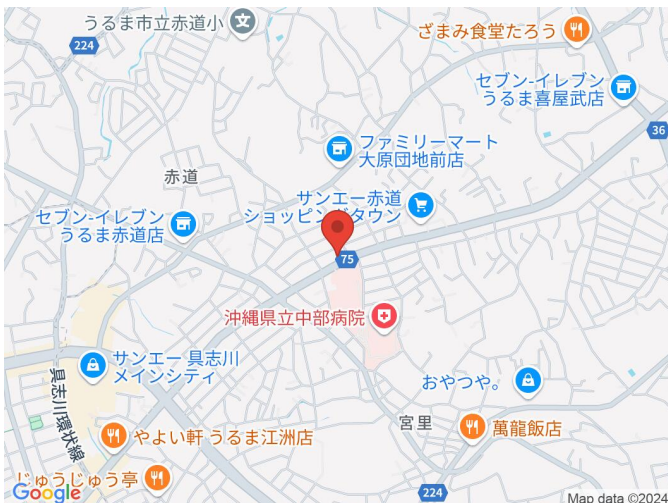 うるま市立赤道小
224
ざまみ食堂たろう
セブン-イレブン
うるま喜屋武店
36
ファミリーマート
大原団地前店
赤道
サンエー赤道
ショッピングタウン
セブン-イレブン
うるま赤道店
75
沖縄県立中部病院
サンエー 具志川
メインシティ
具志川環状線
おやつや。
宮里
萬龍飯店
やよい軒 うるま江洲店
じゅうじゅう亭
224
Google
Map data ©2024